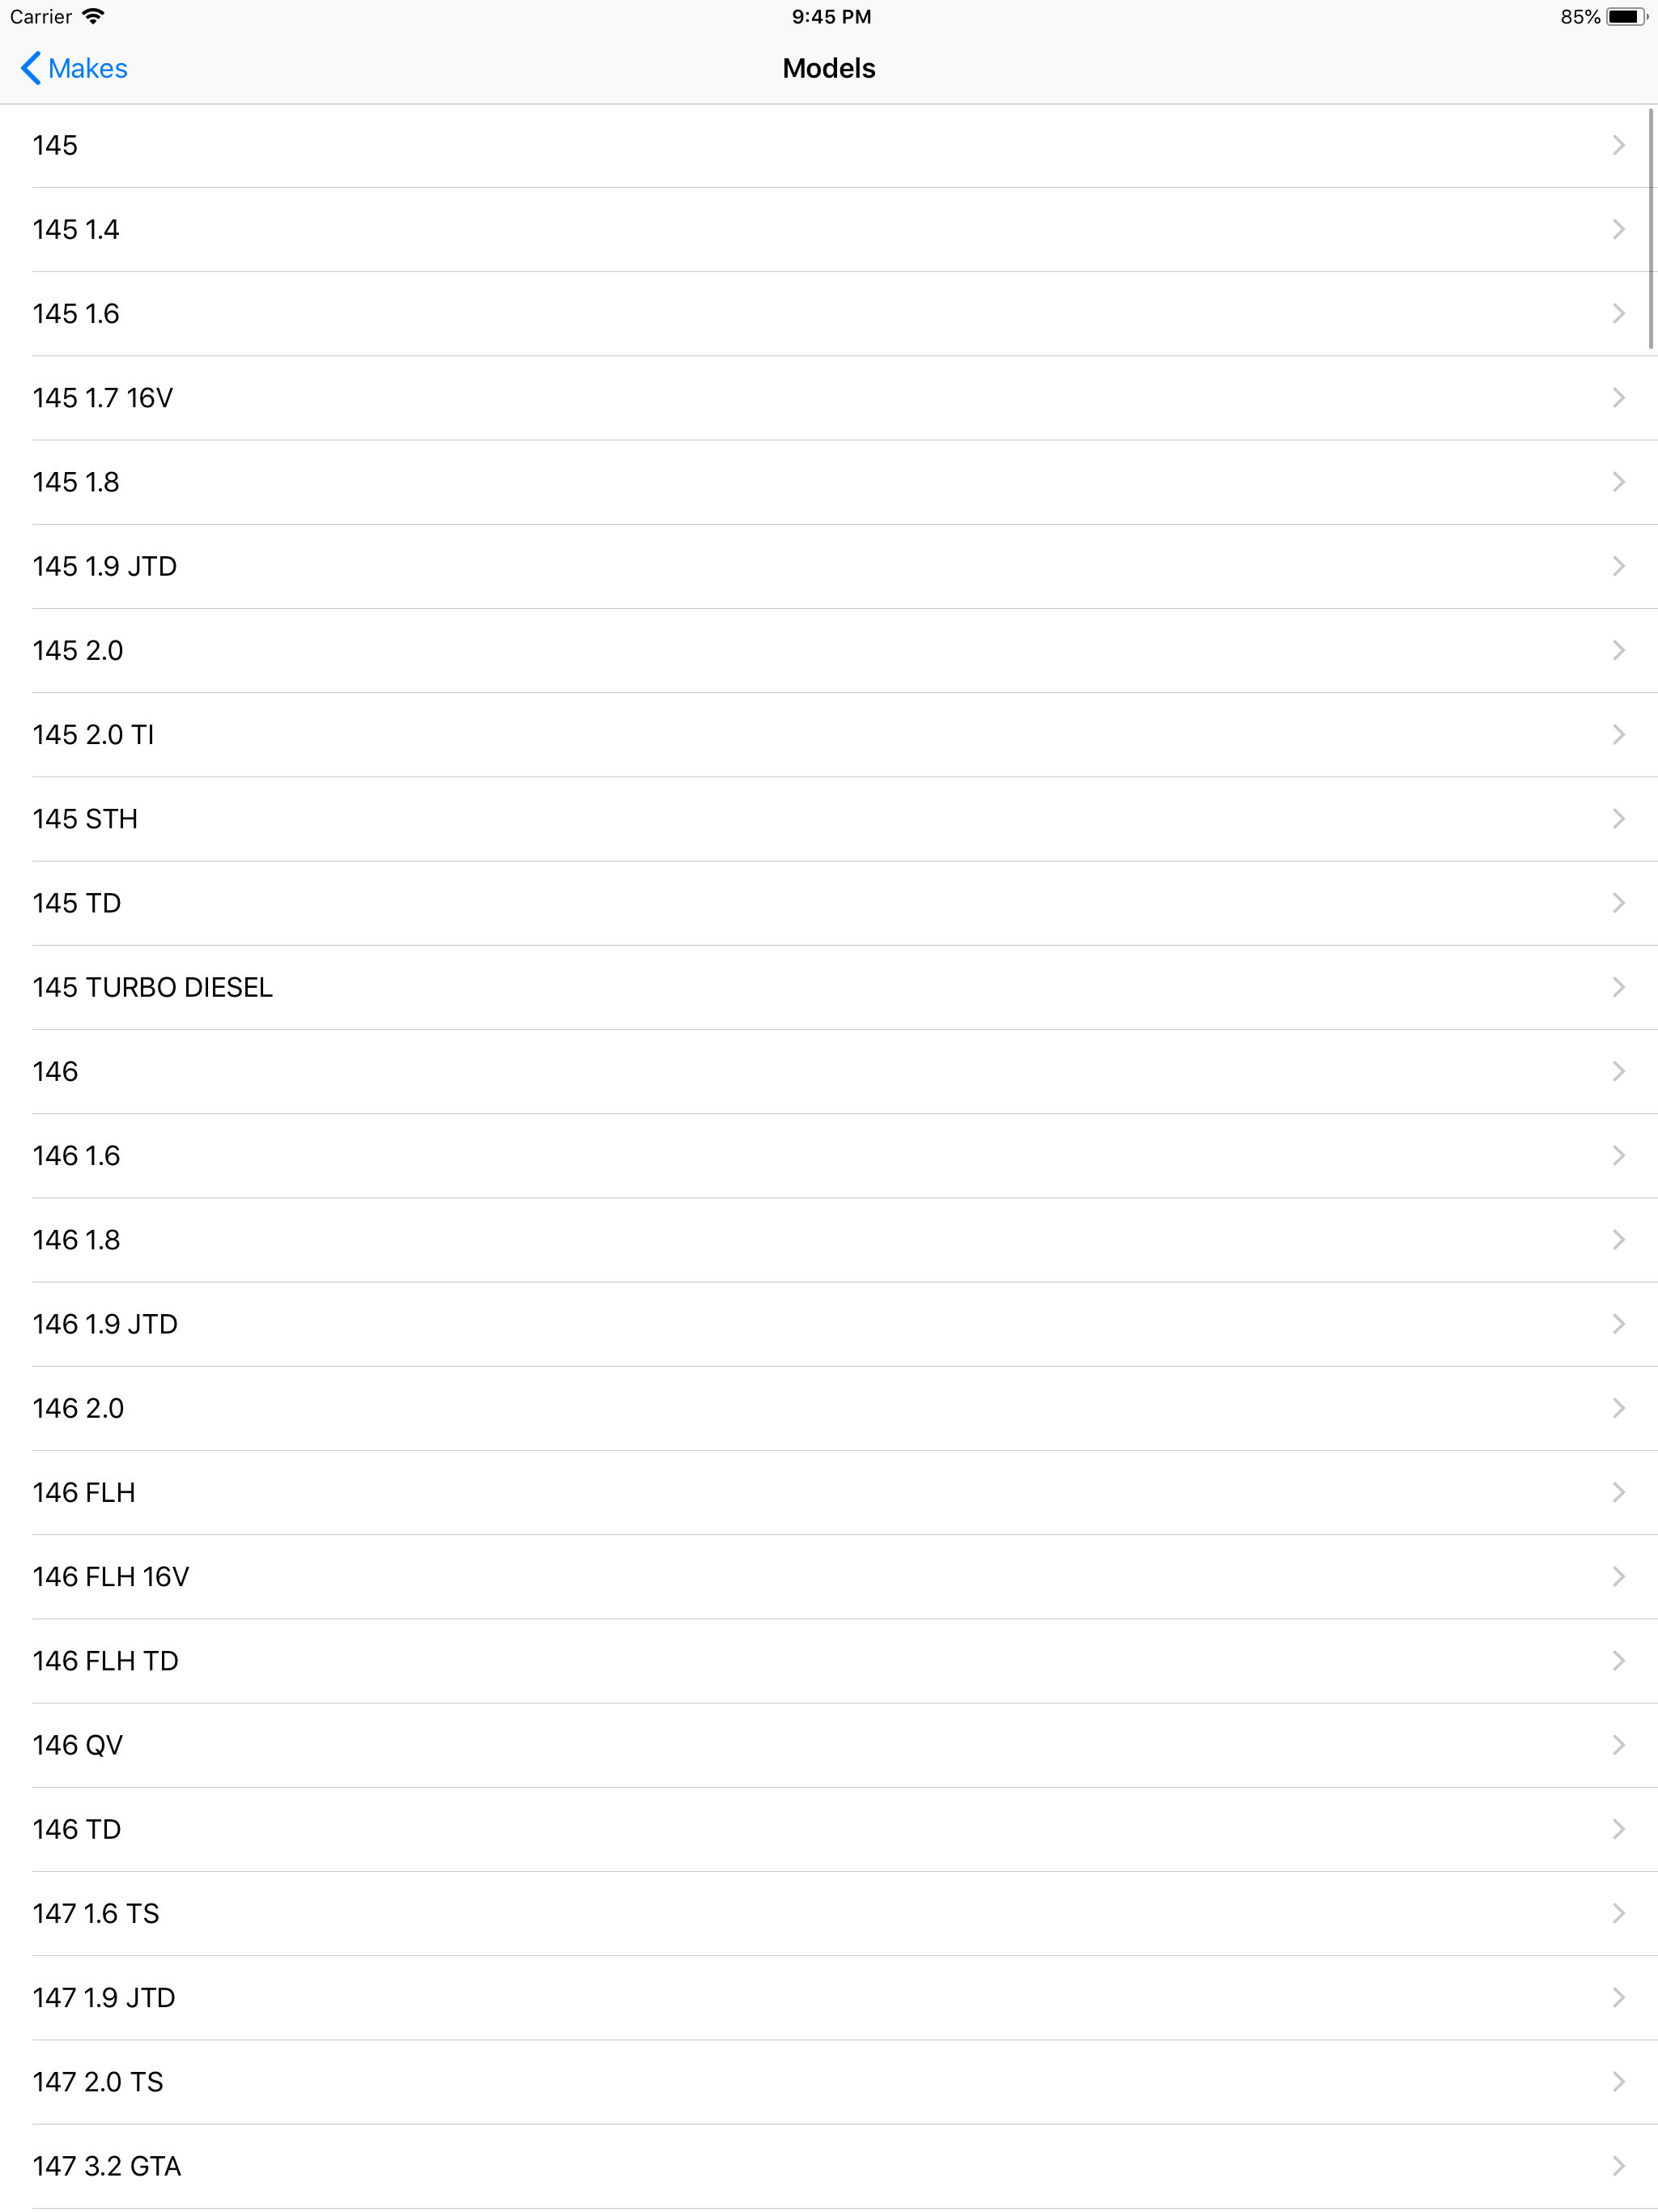 Carrier 9:45 PM 85%
Makes Models
145
145 1.4
145 1.6
145 1.7 16V
145 1.8
145 1.9 JTD
145 2.0
145 2.0 TI
145 STH
145 TD
145 TURBO DIESEL
146
146 1.6
146 1.8
146 1.9 JTD
146 2.0
146 FLH
146 FLH 16V
146 FLH TD
146 QV
146 TD
147 1.6 TS
147 1.9 JTD
147 2.0 TS
147 3.2 GTA